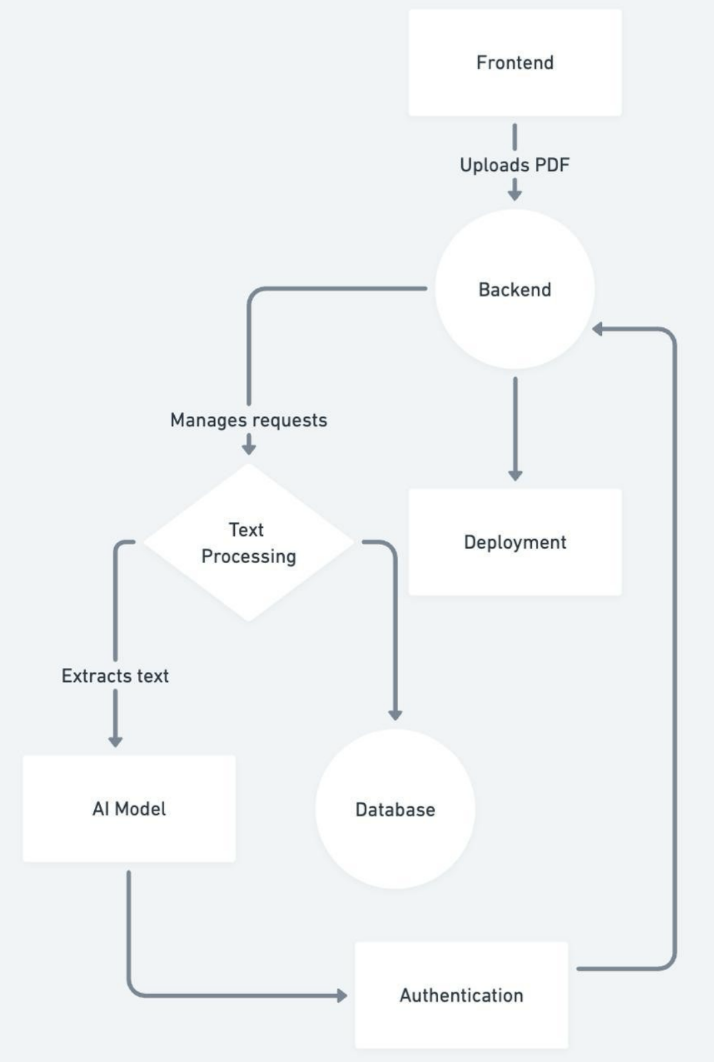 Frontend
Uploads PDF
Backend
Manages requests
Text
Processing
Deployment
Extracts text
AI Model
Database
Authentication